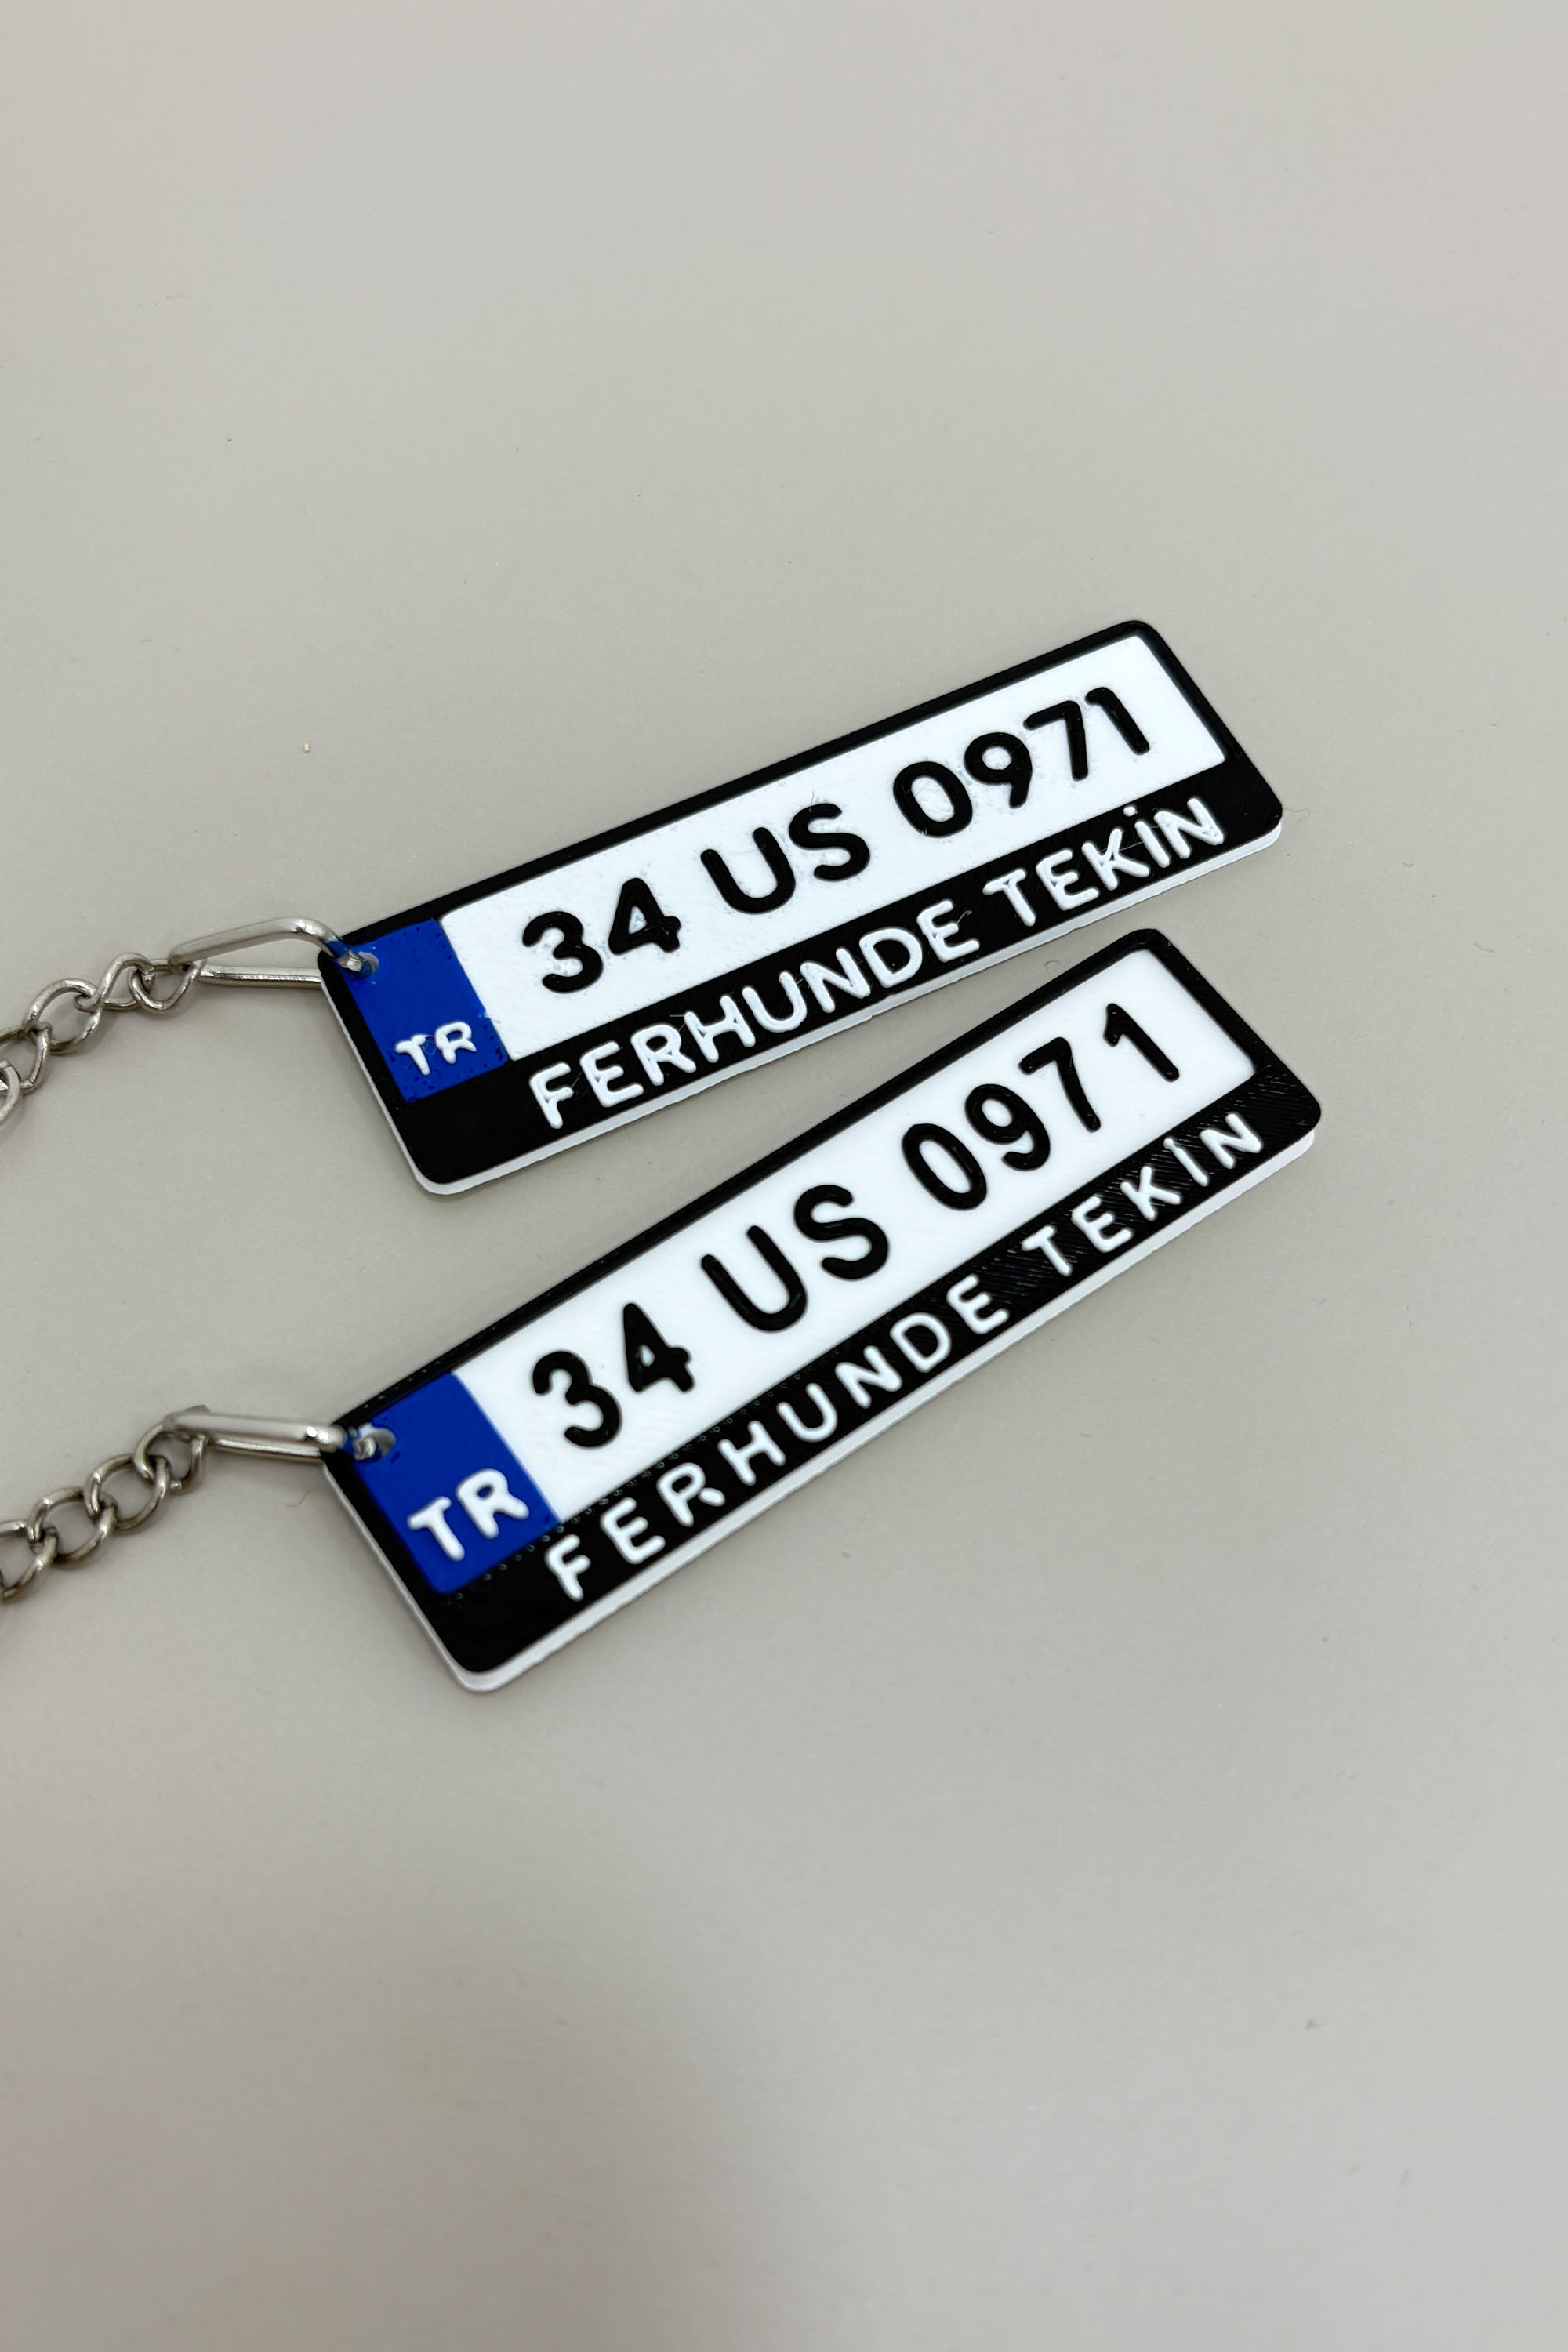 34 US 0971
TR
FERHUNDE TEKİN
34 US 0971
TR
FERHUNDE TEKİN